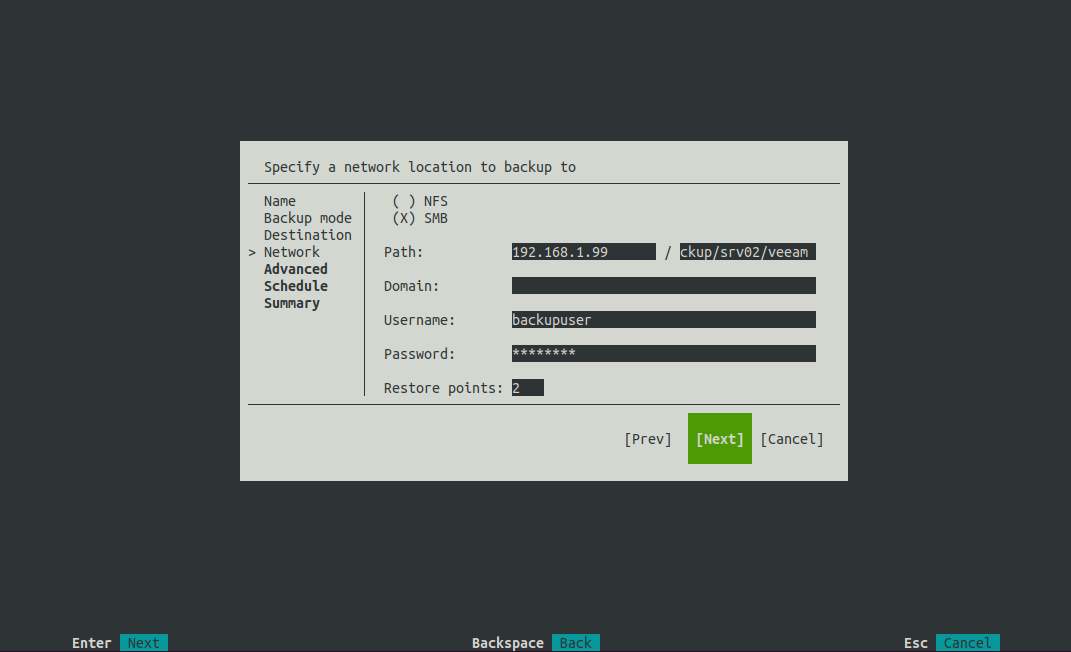 Specify a network location to backup to
Name
Backup mode
Destination
> Network
Advanced
Schedule
Summary
( ) NFS
(X) SMB
Path: 192.168.1.99 / ckup/srv02/veeam
Domain:
Username: backupuser
Password: ********
Restore points: 2
[Prev] [Next] [Cancel]
Enter Next Backspace Back Esc Cancel